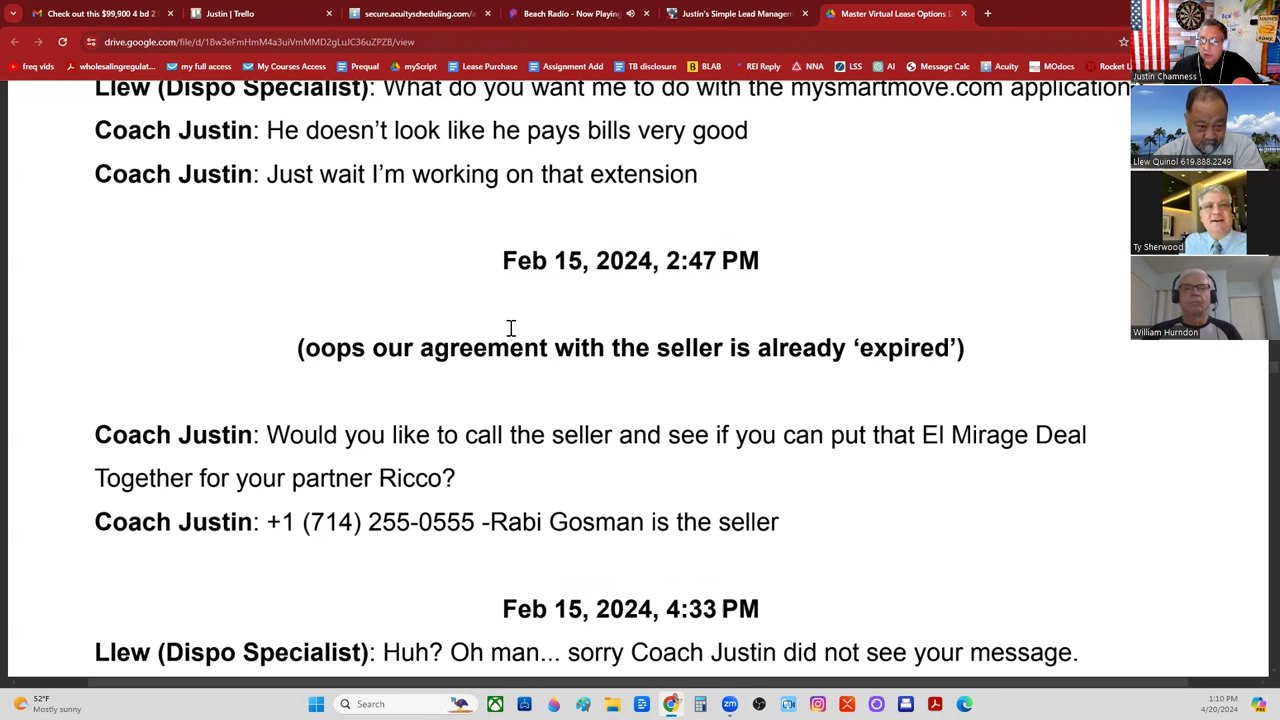 Check out this $99,900 4 bd 2
Justin | Trello
secure.acuityscheduling.com/a
Beach Radio - Now Playing
Justin's Simple Lead Managem
Master Virtual Lease Options D
drive.google.com/file/d/1Bw3eFmHmM4a3uiVmMMD2gLuJC36uZPZB/view
freq vids
wholesalingregulat...
my full access
My Courses Access
Prequal
myScript
Lease Purchase
Assignment Add
TB disclosure
BLAB
REI Reply
NNA
LSS
AI
Message Calc
Acuity
MOdocs
Rocket L
Justin Chamness
Llew Quinol 619.888.2249
Ty Sherwood
William Hurndon
Llew (Dispo Specialist): What do you want me to do with the mysmartmove.com application
Coach Justin: He doesn’t look like he pays bills very good
Coach Justin: Just wait I’m working on that extension
Feb 15, 2024, 2:47 PM
(oops our agreement with the seller is already ‘expired’)
Coach Justin: Would you like to call the seller and see if you can put that El Mirage Deal
Together for your partner Ricco?
Coach Justin: +1 (714) 255-0555 -Rabi Gosman is the seller
Feb 15, 2024, 4:33 PM
Llew (Dispo Specialist): Huh? Oh man... sorry Coach Justin did not see your message.
52°F
Mostly sunny
Search
1:10 PM
4/20/2024